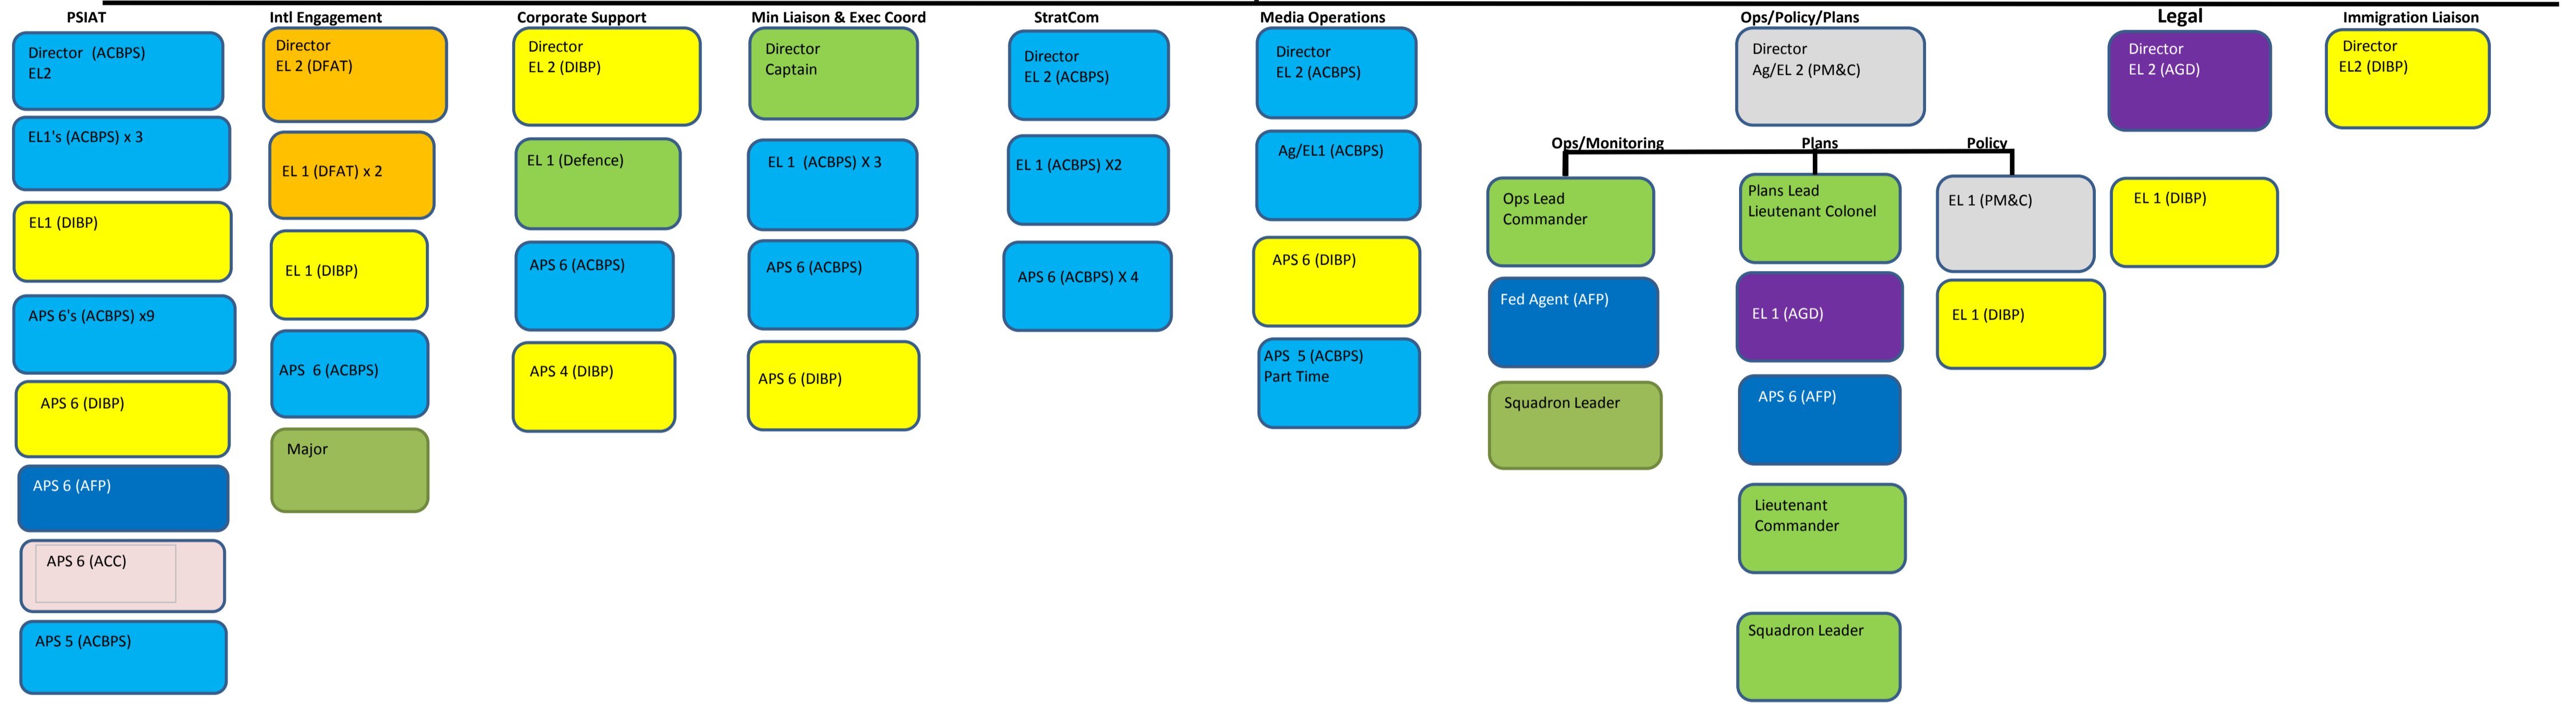 PSIAT
Director  (ACBPS)
EL2
EL1's (ACBPS) x 3
EL1 (DIBP)
APS 6's (ACBPS) x9
APS 6 (DIBP)
APS 6 (AFP)
APS 6 (ACC)
APS 5 (ACBPS)
Intl Engagement
Director
EL 2 (DFAT)
EL 1 (DFAT) x 2
EL 1 (DIBP)
APS  6 (ACBPS)
Major
Corporate Support
Director
EL 2 (DIBP)
EL 1 (Defence)
APS 6 (ACBPS)
APS 4 (DIBP)
Min Liaison & Exec Coord
Director
Captain
EL 1  (ACBPS) X 3
APS 6 (ACBPS)
APS 6 (DIBP)
StratCom
Director
EL 2 (ACBPS)
EL 1 (ACBPS) X2
APS 6 (ACBPS) X 4
Media Operations
Director
EL 2 (ACBPS)
Ag/EL1 (ACBPS)
APS 6 (DIBP)
APS  5 (ACBPS)
Part Time
Ops/Policy/Plans
Director
Ag/EL 2 (PM&C)
Ops/Monitoring
Ops Lead
Commander
Fed Agent (AFP)
Squadron Leader
Plans
Plans Lead
Lieutenant Colonel
EL 1 (AGD)
APS 6 (AFP)
Lieutenant
Commander
Squadron Leader
Policy
EL 1 (PM&C)
EL 1 (DIBP)
Legal
Director
EL 2 (AGD)
EL 1 (DIBP)
Immigration Liaison
Director
EL2 (DIBP)